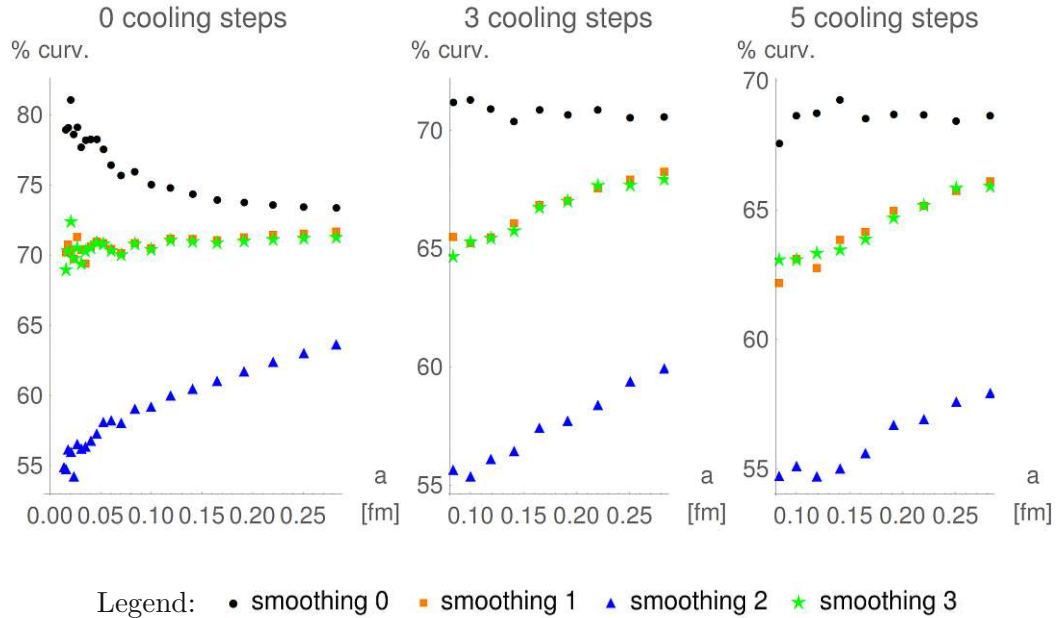 0 cooling steps 3 cooling steps 5 cooling steps
% curv. % curv. % curv.
80
75
70
65
60
55
a
0.00 0.05 0.10 0.15 0.20 0.25 [fm]
70
65
60
55
a
0.10 0.15 0.20 0.25 [fm]
70
65
60
55
a
0.10 0.15 0.20 0.25 [fm]
Legend: smoothing 0 smoothing 1 smoothing 2 smoothing 3